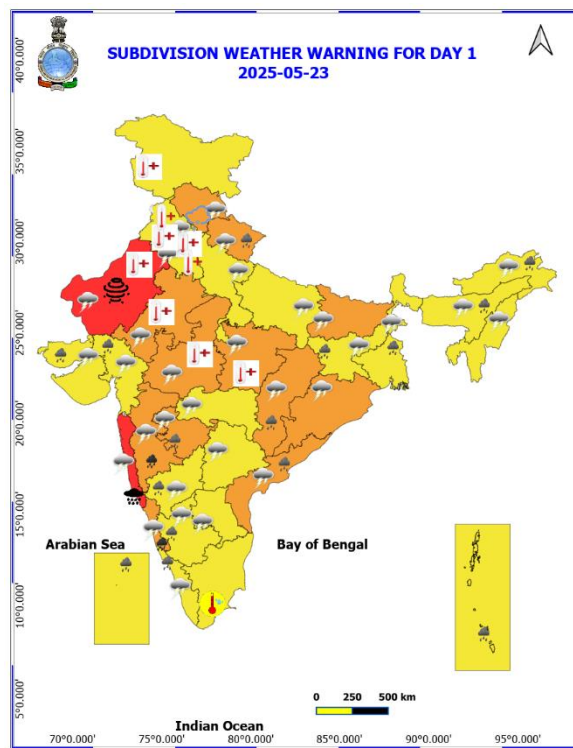 SUBDIVISION WEATHER WARNING FOR DAY 1
2025-05-23
40°0.000'
35°0.000'
30°0.000'
25°0.000'
20°0.000'
15°0.000'
10°0.000'
5°0.000'
Arabian Sea
Bay of Bengal
0 250 500 km
Indian Ocean
70°0.000' 75°0.000' 80°0.000' 85°0.000' 90°0.000' 95°0.000'